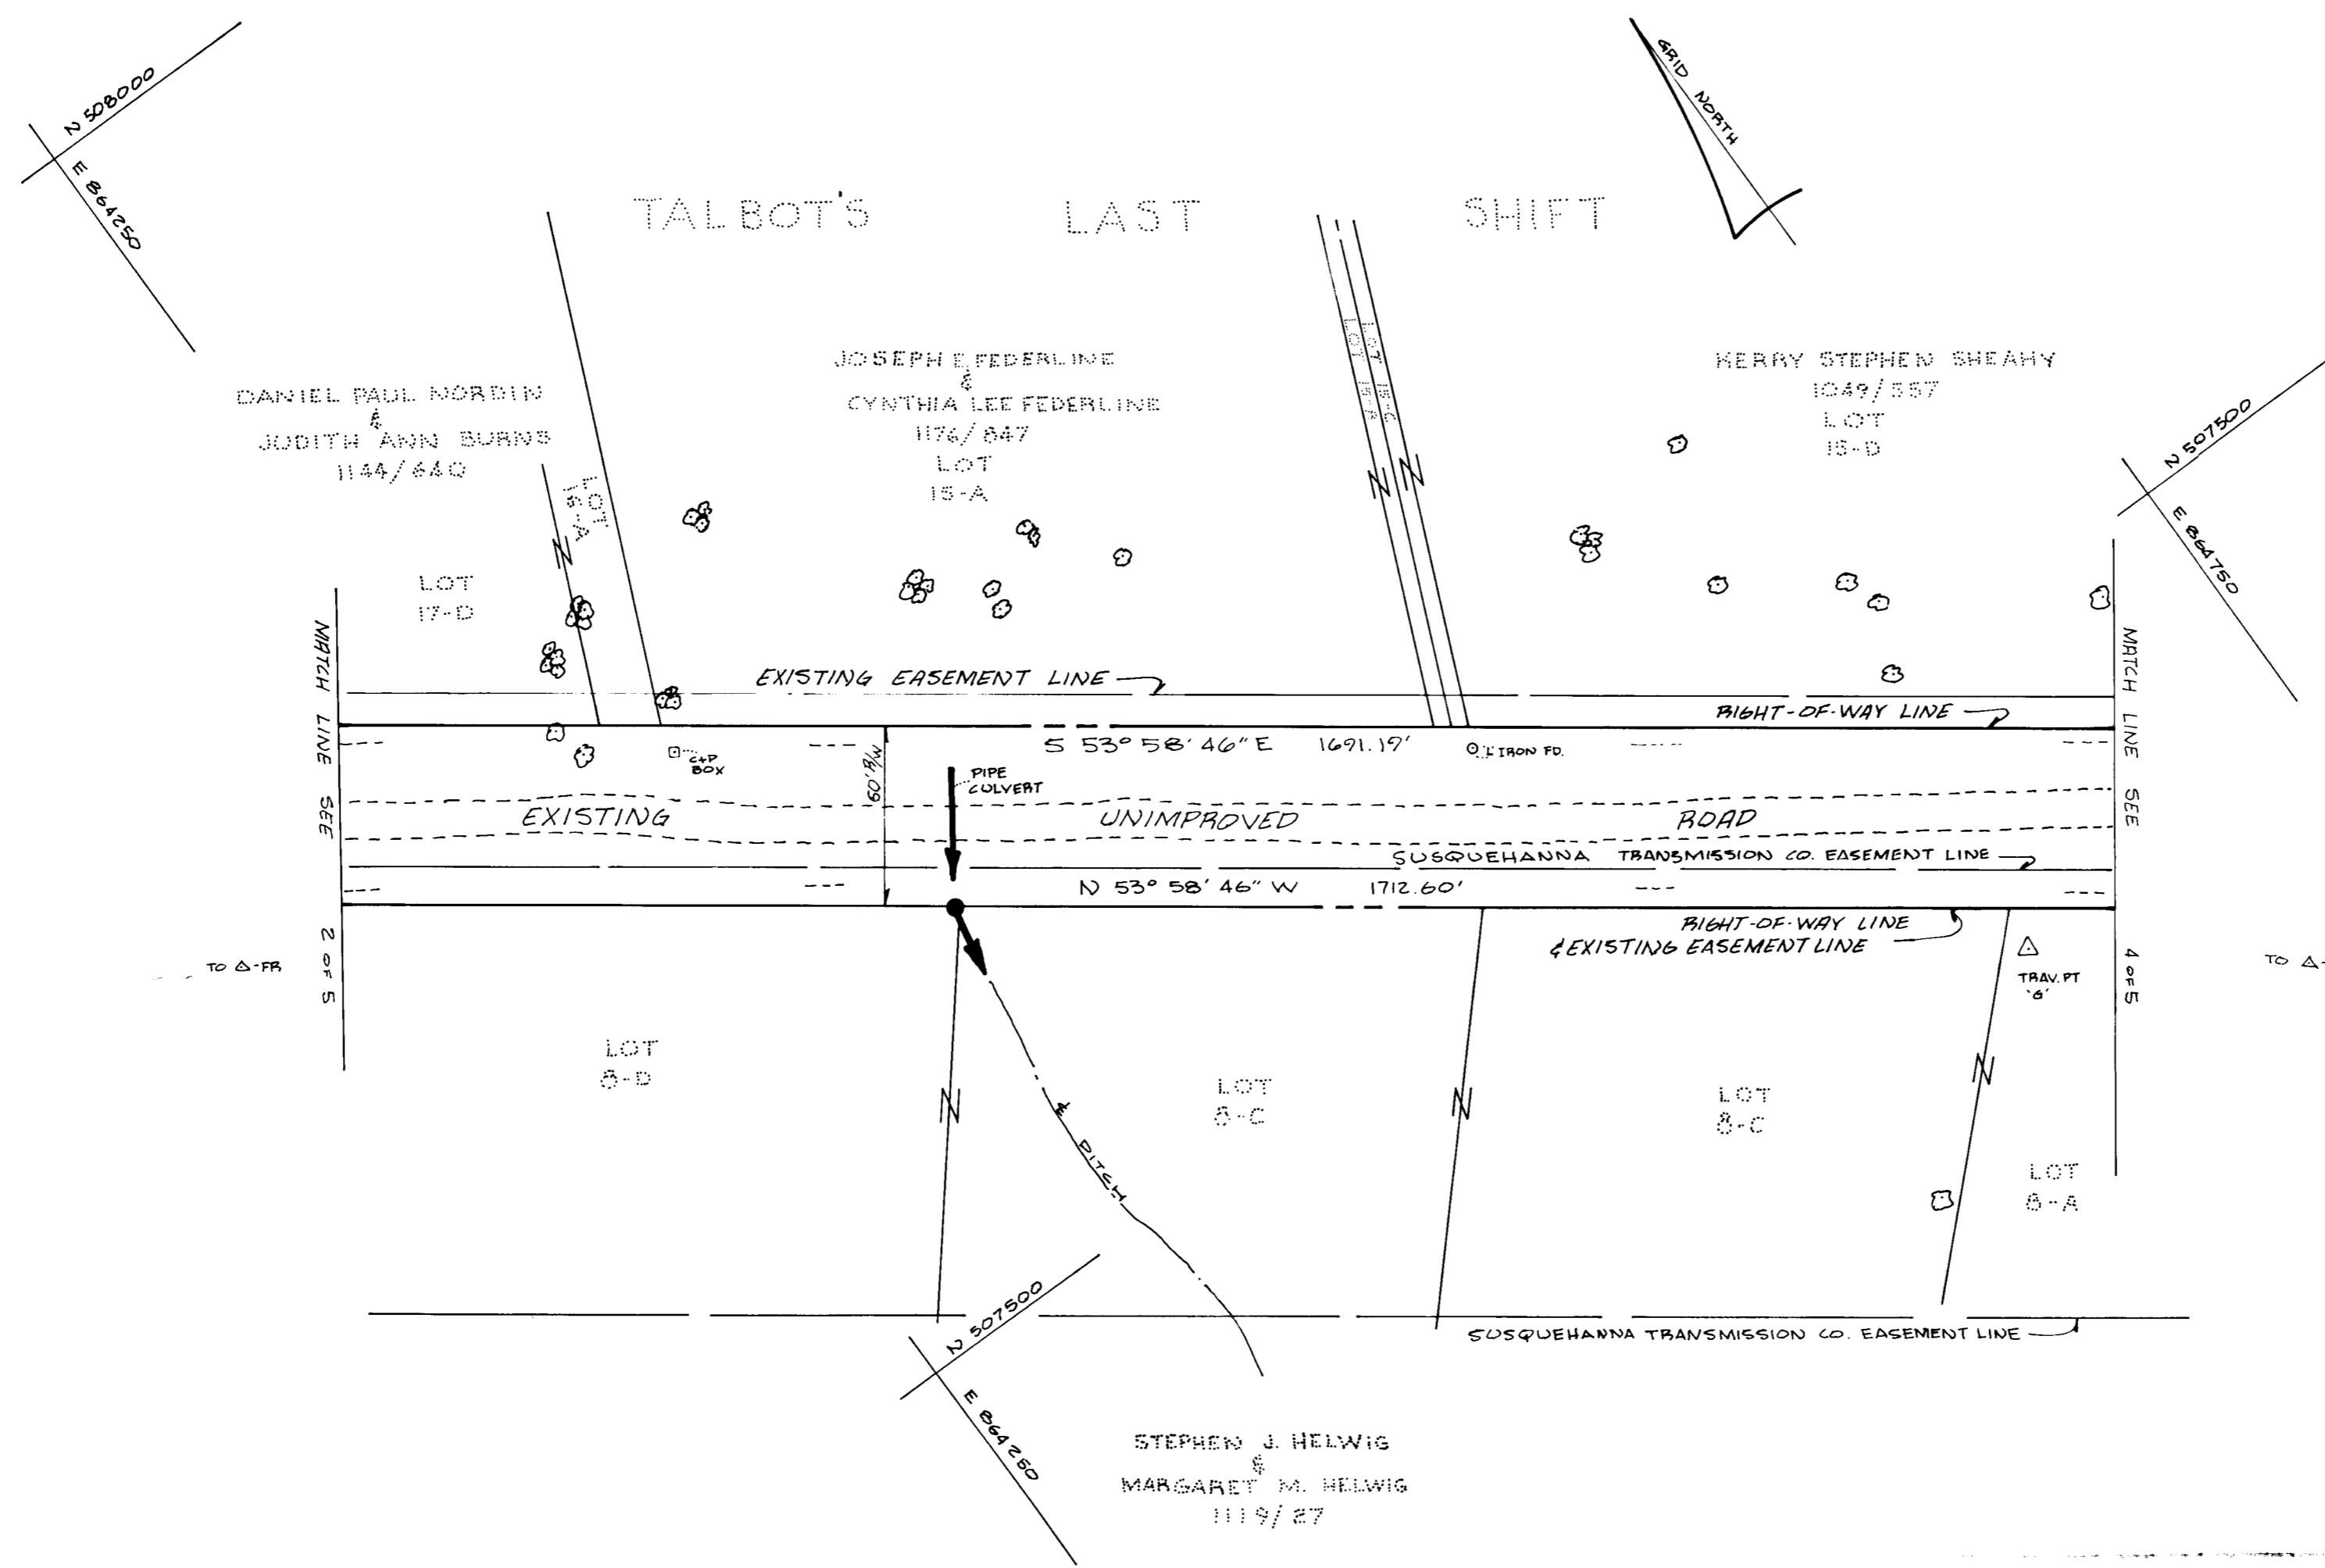 N 508000
E 864250
GRID NORTH
TALBOT'S LAST SHIFT
DANIEL PAUL NORDIN
&
JUDITH ANN BURNS
1144/640
LOT
17-D
LOT
16-A
JOSEPH E. FEDERLINE
&
CYNTHIA LEE FEDERLINE
1176/847
LOT
15-A
LOT
LOT 15-C
KERRY STEPHEN SHEAHY
1049/557
LOT
15-D
N 507500
E 864750
MATCH LINE SEE 2 OF 5
MATCH LINE SEE 4 OF 5
EXISTING EASEMENT LINE
RIGHT-OF-WAY LINE
S 53° 58' 46" E 1691.19'
C+P
BOX
60' R/W
PIPE
CULVERT
IRON FD.
EXISTING UNIMPROVED ROAD
SUSQUEHANNA TRANSMISSION CO. EASEMENT LINE
N 53° 58' 46" W 1712.60'
RIGHT-OF-WAY LINE
& EXISTING EASEMENT LINE
TO △-FR
TRAV. PT
'G'
TO △-
LOT
8-D
LOT
8-C
LOT
8-C
LOT
8-A
℄ DITCH
SUSQUEHANNA TRANSMISSION CO. EASEMENT LINE
N 507500
E 864250
STEPHEN J. HELWIG
&
MARGARET M. HELWIG
1119/27